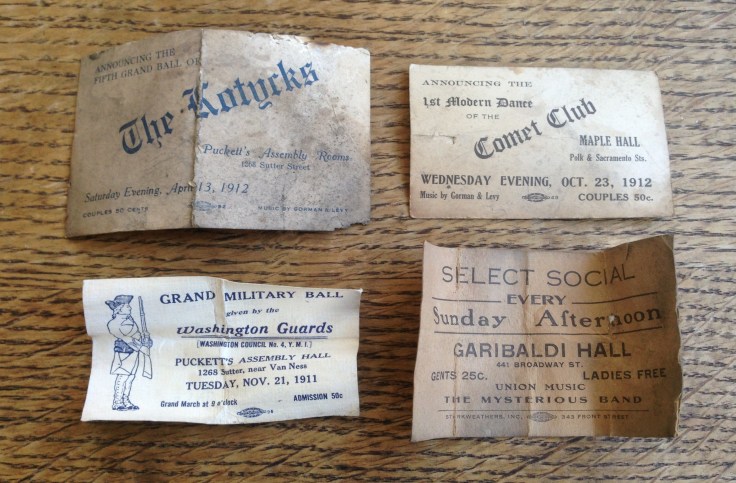 ANNOUNCING THE
FIFTH GRAND BALL OF
The Kotycks
Puckett's Assembly Rooms
1268 Sutter Street
Saturday Evening, April 13, 1912
COUPLES 50 CENTS
MUSIC BY GORMAN & LEVY
ANNOUNCING THE
1st Modern Dance
OF THE
Comet Club
MAPLE HALL
Polk & Sacramento Sts.
WEDNESDAY EVENING, OCT. 23, 1912
Music by Gorman & Levy
COUPLES 50c.
GRAND MILITARY BALL
given by the
Washington Guards
[WASHINGTON COUNCIL No. 4, Y. M. I.]
PUCKETT'S ASSEMBLY HALL
1268 Sutter, near Van Ness
TUESDAY, NOV. 21, 1911
Grand March at 9 o'clock
ADMISSION 50c
SELECT SOCIAL
EVERY
Sunday Afternoon
GARIBALDI HALL
441 BROADWAY ST.
GENTS 25C. LADIES FREE
UNION MUSIC
THE MYSTERIOUS BAND
STARKWEATHERS, INC. 343 FRONT STREET